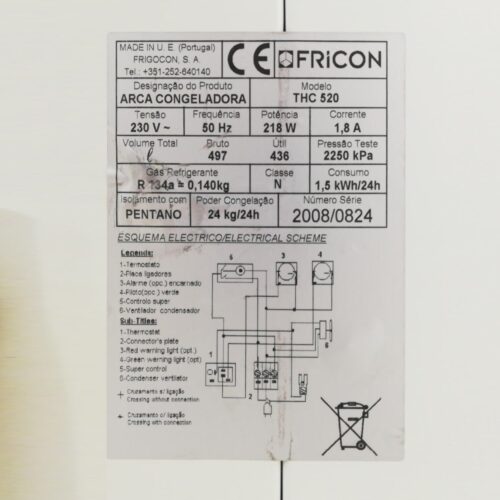 MADE IN U. E. (Portugal)
FRIGOCON, S. A.
Tel.: +351-252-640140
CE
FRICON
Designação do Produto
ARCA CONGELADORA
Modelo
THC 520
Tensão
230 V ~
Frequência
50 Hz
Potência
218 W
Corrente
1,8 A
Volume Total
Bruto
497
Útil
436
Pressão Teste
2250 kPa
Gás Refrigerante
R 134a = 0,140kg
Classe
N
Consumo
1,5 kWh/24h
Isolamento com
PENTANO
Poder Congelação
24 kg/24h
Número Série
2008/0824
ESQUEMA ELECTRICO/ELECTRICAL SCHEME
Legenda:
1-Termostato
2-Placa ligadores
3-Alarme (opc.) encarnado
4-Piloto(opc.) verde
5-Controlo super
6-Ventilador condensador
Sub-Titles:
1-Thermostat
2-Connector's plate
3-Red warning light (opt.)
4-Green warning light (opt.)
5-Super control
6-Condenser ventilator
Cruzamento s/ ligação
Crossing without connection
Cruzamento c/ ligação
Crossing with connection
5
3
4
6
1
2